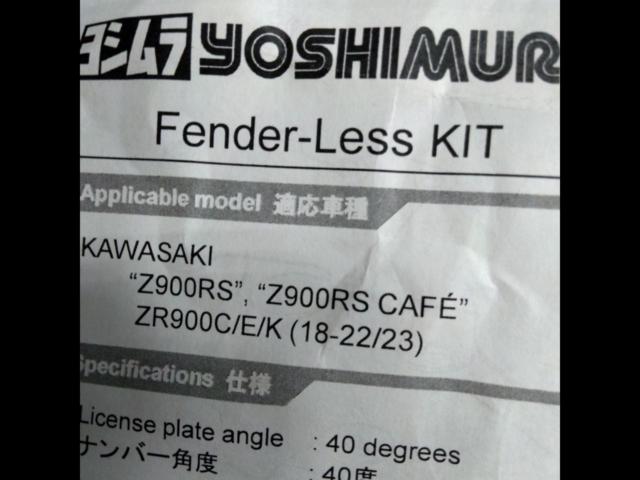 ヨシムラ YOSHIMUR
Fender-Less KIT
Applicable model 適応車種
KAWASAKI
“Z900RS”, “Z900RS CAFÉ”
ZR900C/E/K (18-22/23)
Specifications 仕様
License plate angle : 40 degrees
ナンバー角度 : 40度